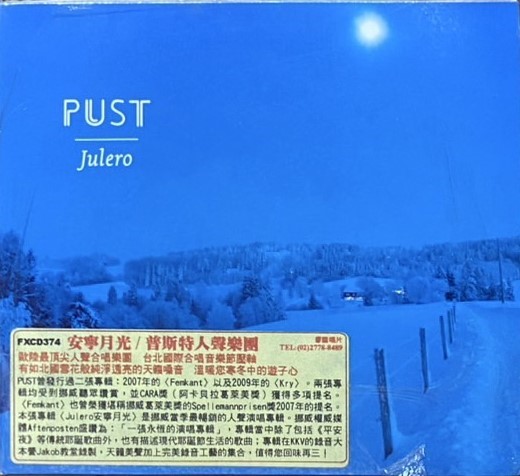 PUST
Julero
FXCD374 安寧月光/普斯特人聲樂團
TEL:(02)2778-8489
歐陸最頂尖人聲合唱樂團 台北國際合唱音樂節壓軸
有如北國雪花般純淨透亮的天籟嗓音 溫暖您寒冬中的遊子心
PUST曾發行過二張專輯:2007年的〈Femkant〉以及2009年的〈Kry〉。兩張專
輯均受到挪威聽眾讚賞,並CARA獎(阿卡貝拉葛萊美獎)獲得多項提名。
〈Femkant〉也曾榮獲堪稱挪威葛萊美獎的Spellemannprisen獎2007年的提名。
本張專輯〈Julero安寧月光〉是挪威當季最暢銷的人聲演唱專輯。挪威權威媒
體Aftenposten盛讚為:「一張永恆的演唱專輯」,專輯當中除了包括《平安
夜》等傳統耶誕歌曲外,也有描述現代耶誕節生活的歌曲;專輯在KKV的錄音大
本營Jakob教堂錄製,天籟美聲加上完美錄音工藝的集合,值得您回味再三!